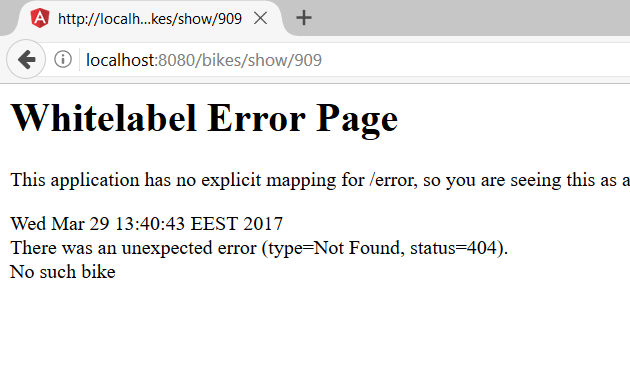 http://localh...kes/show/909
localhost:8080/bikes/show/909
Whitelabel Error Page
This application has no explicit mapping for /error, so you are seeing this as a
Wed Mar 29 13:40:43 EEST 2017
There was an unexpected error (type=Not Found, status=404).
No such bike